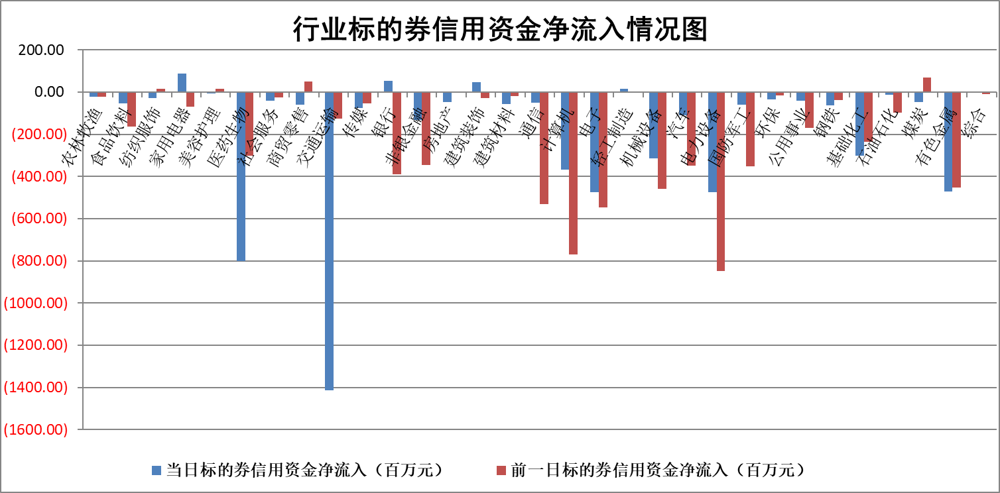 行业标的券信用资金净流入情况图
200.00
0.00
(200.00)
(400.00)
(600.00)
(800.00)
(1000.00)
(1200.00)
(1400.00)
(1600.00)
农林牧渔
食品饮料
纺织服饰
家用电器
美容护理
医药生物
社会服务
商贸零售
交通运输
传媒
银行
非银金融
房地产
建筑装饰
建筑材料
通信
计算机
电子
轻工制造
机械设备
汽车
电力设备
国防军工
环保
公用事业
钢铁
基础化工
石油石化
煤炭
有色金属
综合
当日标的券信用资金净流入（百万元）
前一日标的券信用资金净流入（百万元）